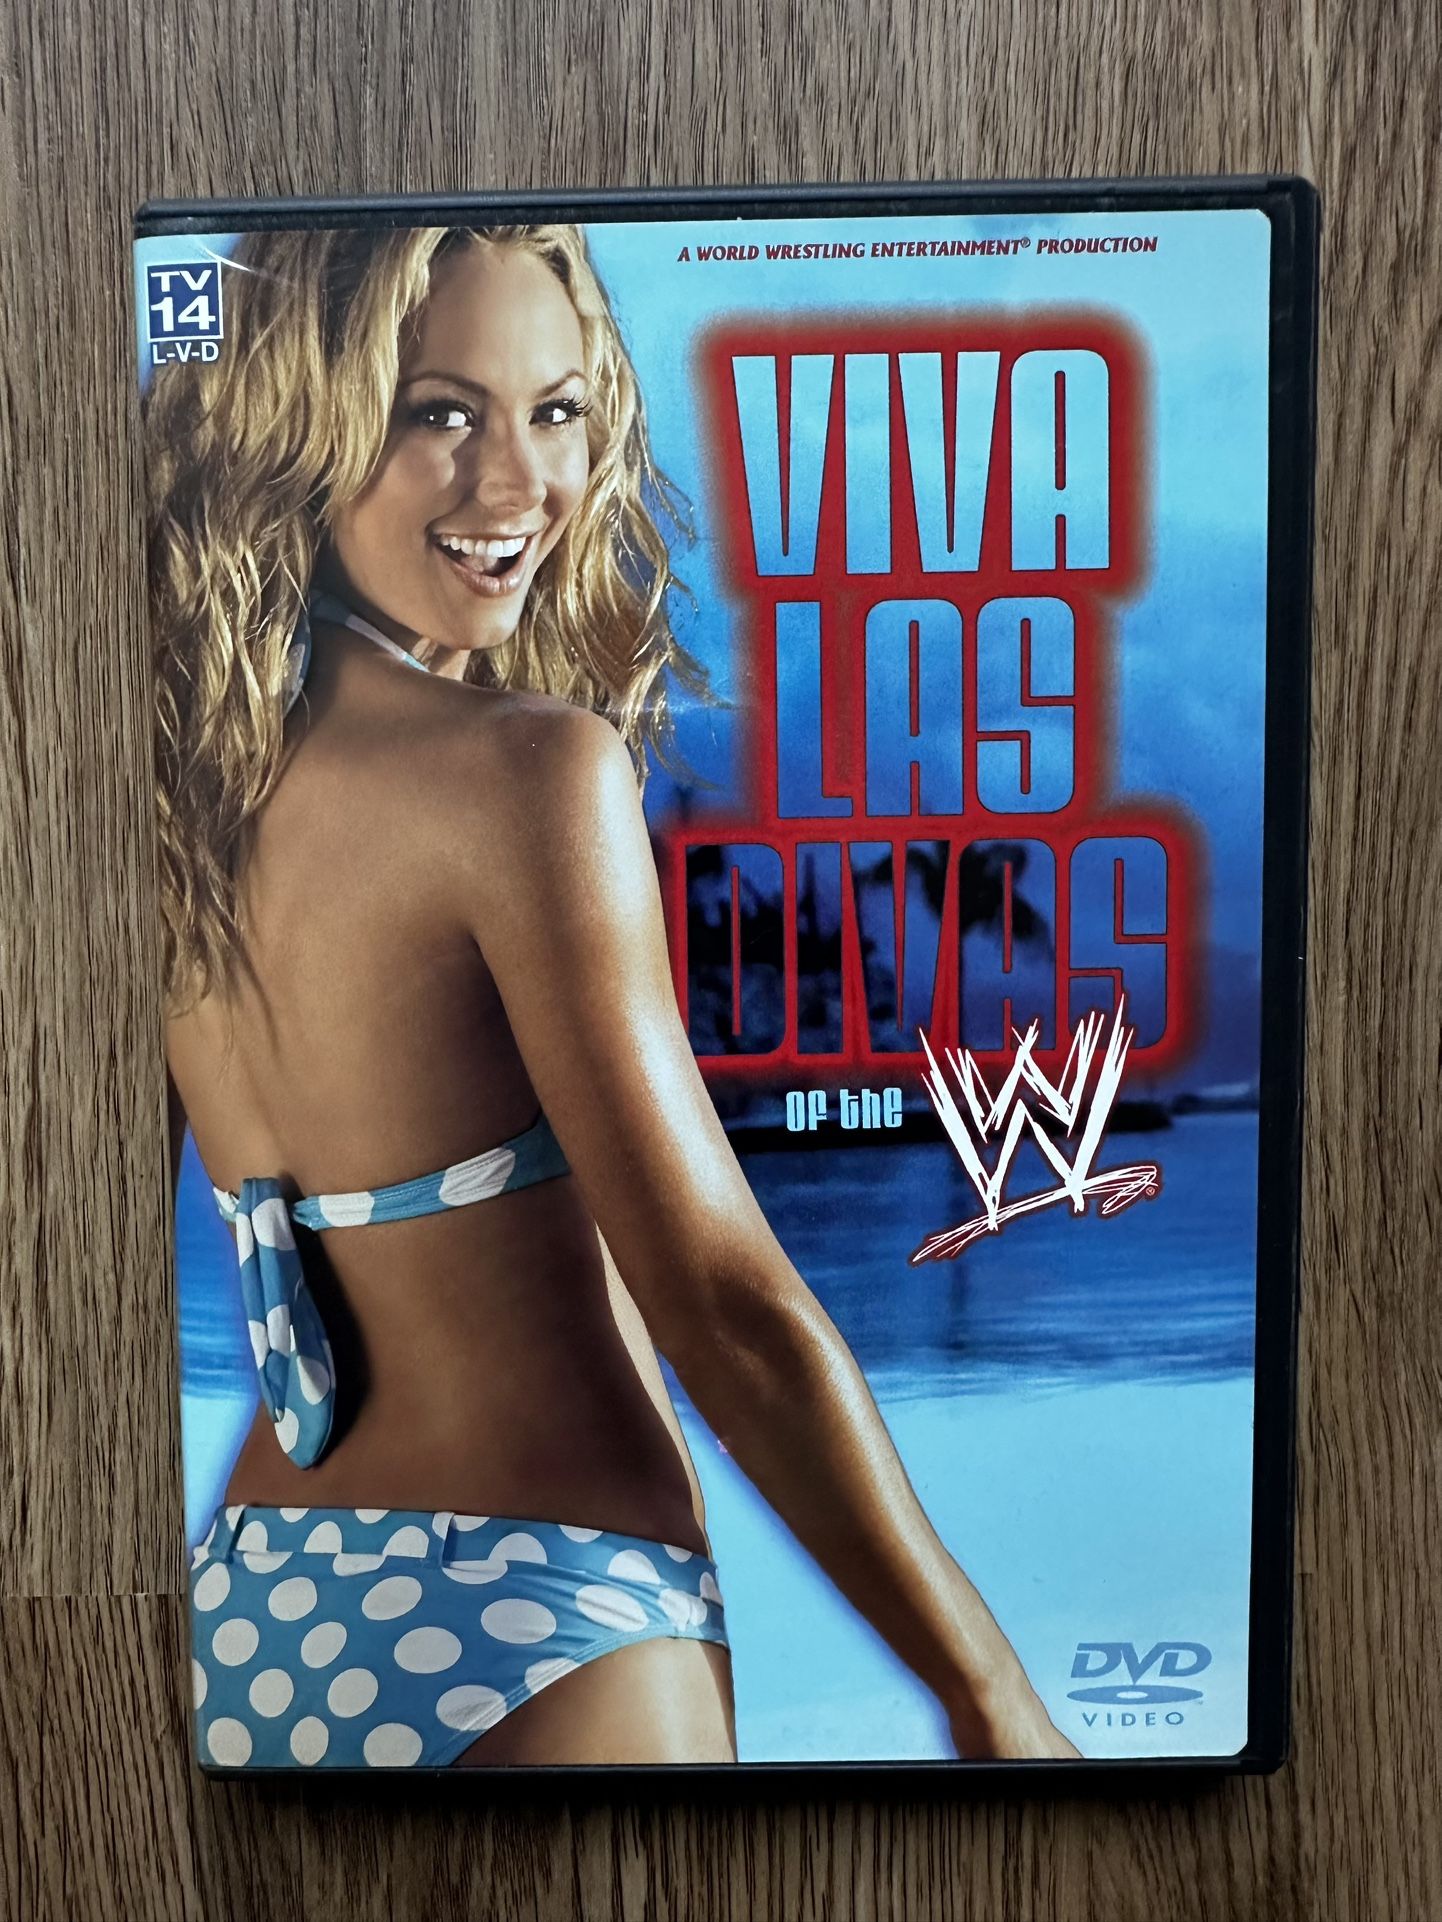 TV
14
L-V-D
A WORLD WRESTLING ENTERTAINMENT® PRODUCTION
VIVA
LAS
DIVAS
OF the W®
DVD
VIDEO